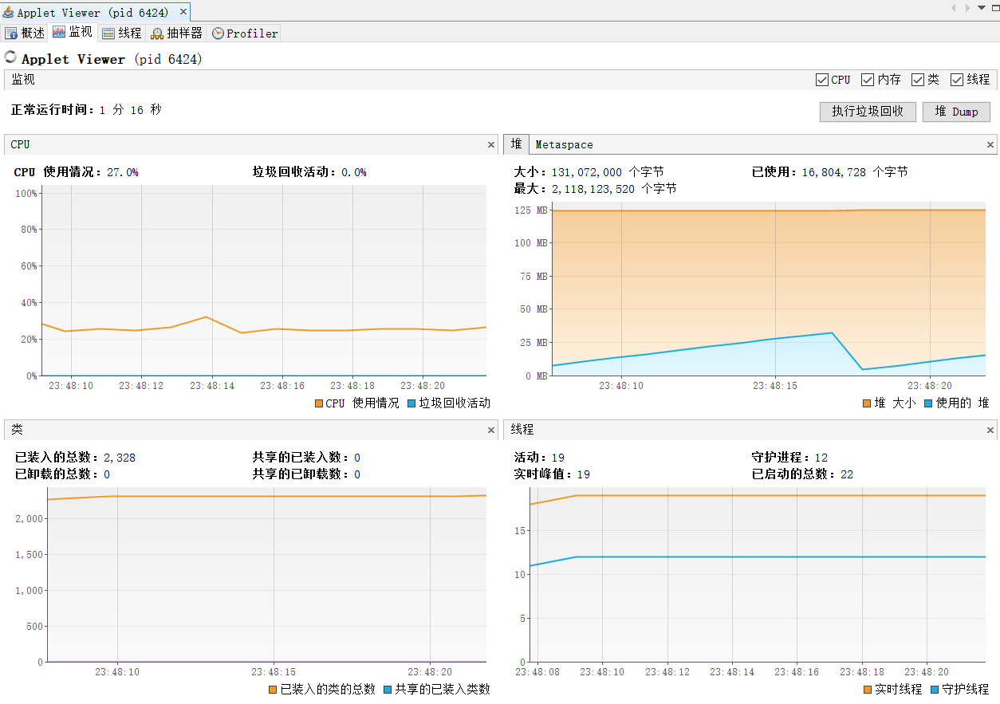 Applet Viewer (pid 6424)
概述 监视 线程 抽样器 Profiler
Applet Viewer (pid 6424)
监视 CPU 内存 类 线程
正常运行时间：1 分 16 秒 执行垃圾回收 堆 Dump
CPU
CPU 使用情况：27.0% 垃圾回收活动：0.0%
100%
80%
60%
40%
20%
0%
23:48:10 23:48:12 23:48:14 23:48:16 23:48:18 23:48:20
CPU 使用情况 垃圾回收活动
堆 Metaspace
大小：131,072,000 个字节 已使用：16,804,728 个字节
最大：2,118,123,520 个字节
125 MB
100 MB
75 MB
50 MB
25 MB
0 MB
23:48:10 23:48:15 23:48:20
堆 大小 使用的 堆
类
已装入的总数：2,328 共享的已装入数：0
已卸载的总数：0 共享的已卸载数：0
2,000
1,500
1,000
500
0
23:48:10 23:48:15 23:48:20
已装入的类的总数 共享的已装入类数
线程
活动：19 守护进程：12
实时峰值：19 已启动的总数：22
15
10
5
0
23:48:08 23:48:10 23:48:12 23:48:14 23:48:16 23:48:18 23:48:20
实时线程 守护线程